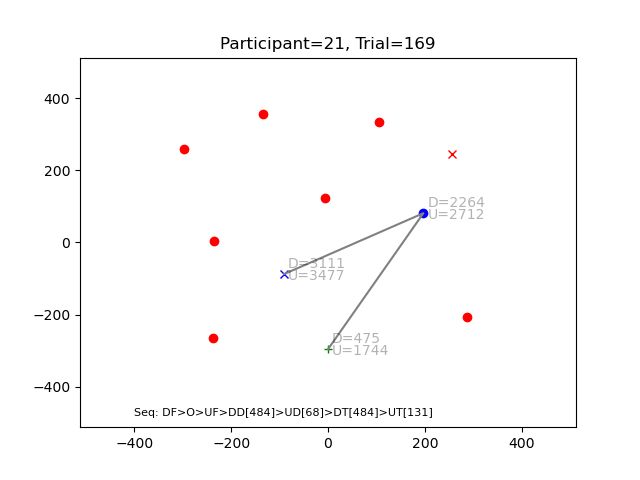 Participant=21, Trial=169
400
200
0
−200
−400
D=2264
U=2712
D=3111
U=3477
D=475
U=1744
Seq: DF>O>UF>DD[484]>UD[68]>DT[484]>UT[131]
−400 −200 0 200 400